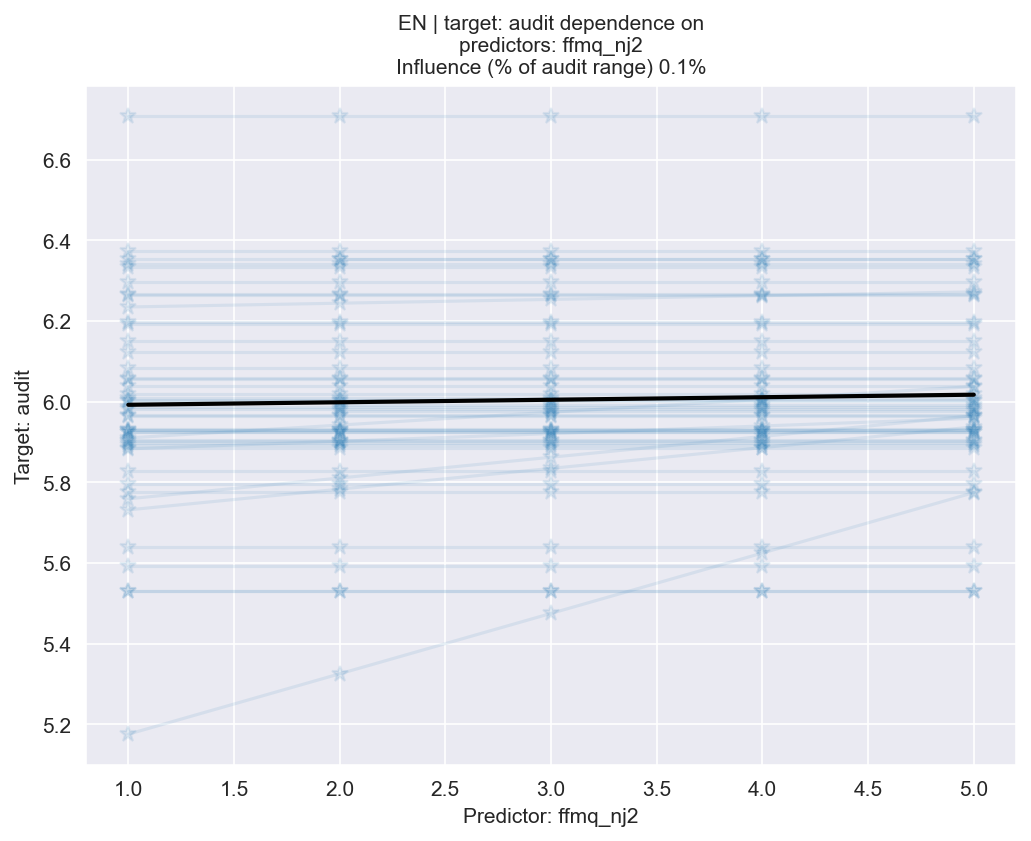 EN | target: audit dependence on
predictors: ffmq_nj2
Influence (% of audit range) 0.1%
Target: audit
6.6
6.4
6.2
6.0
5.8
5.6
5.4
5.2
1.0 1.5 2.0 2.5 3.0 3.5 4.0 4.5 5.0
Predictor: ffmq_nj2